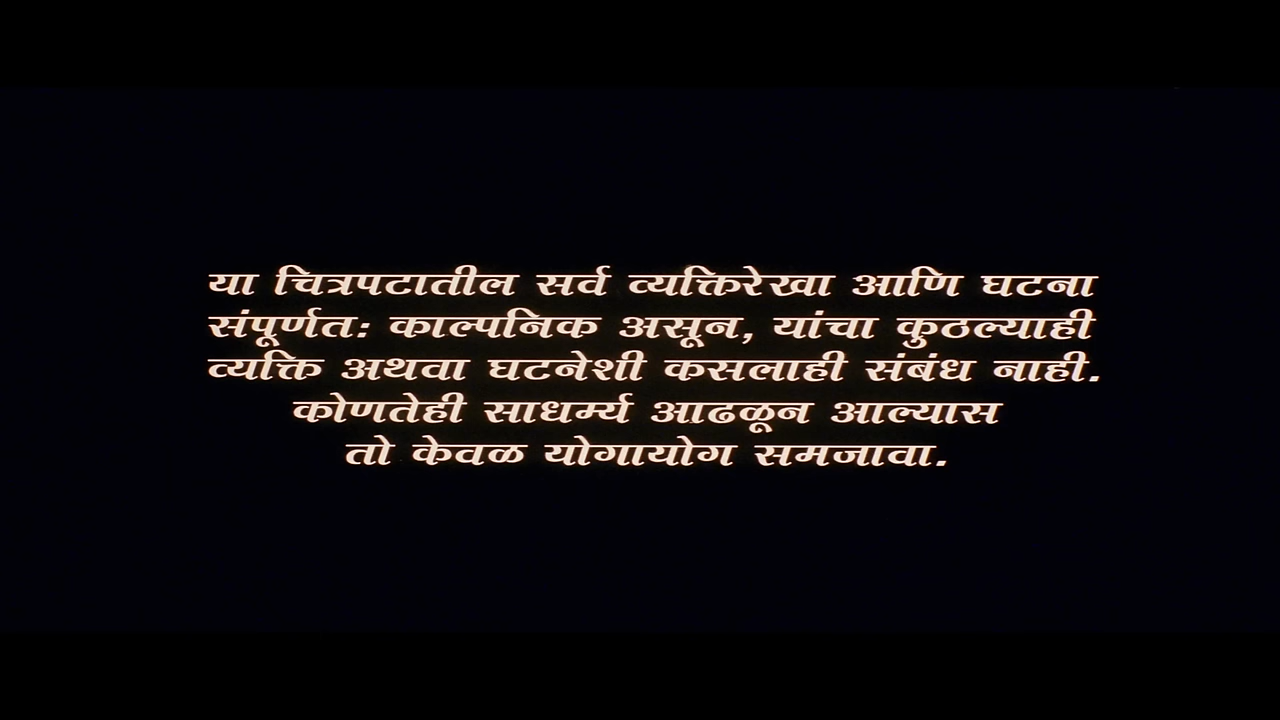 या चित्रपटातील सर्व व्यक्तिरेखा आणि घटना
संपूर्णत: काल्पनिक असून, यांचा कुठल्याही
व्यक्ति अथवा घटनेशी कसलाही संबंध नाही.
कोणतेही साधर्म्य आढळून आल्यास
तो केवळ योगायोग समजावा.